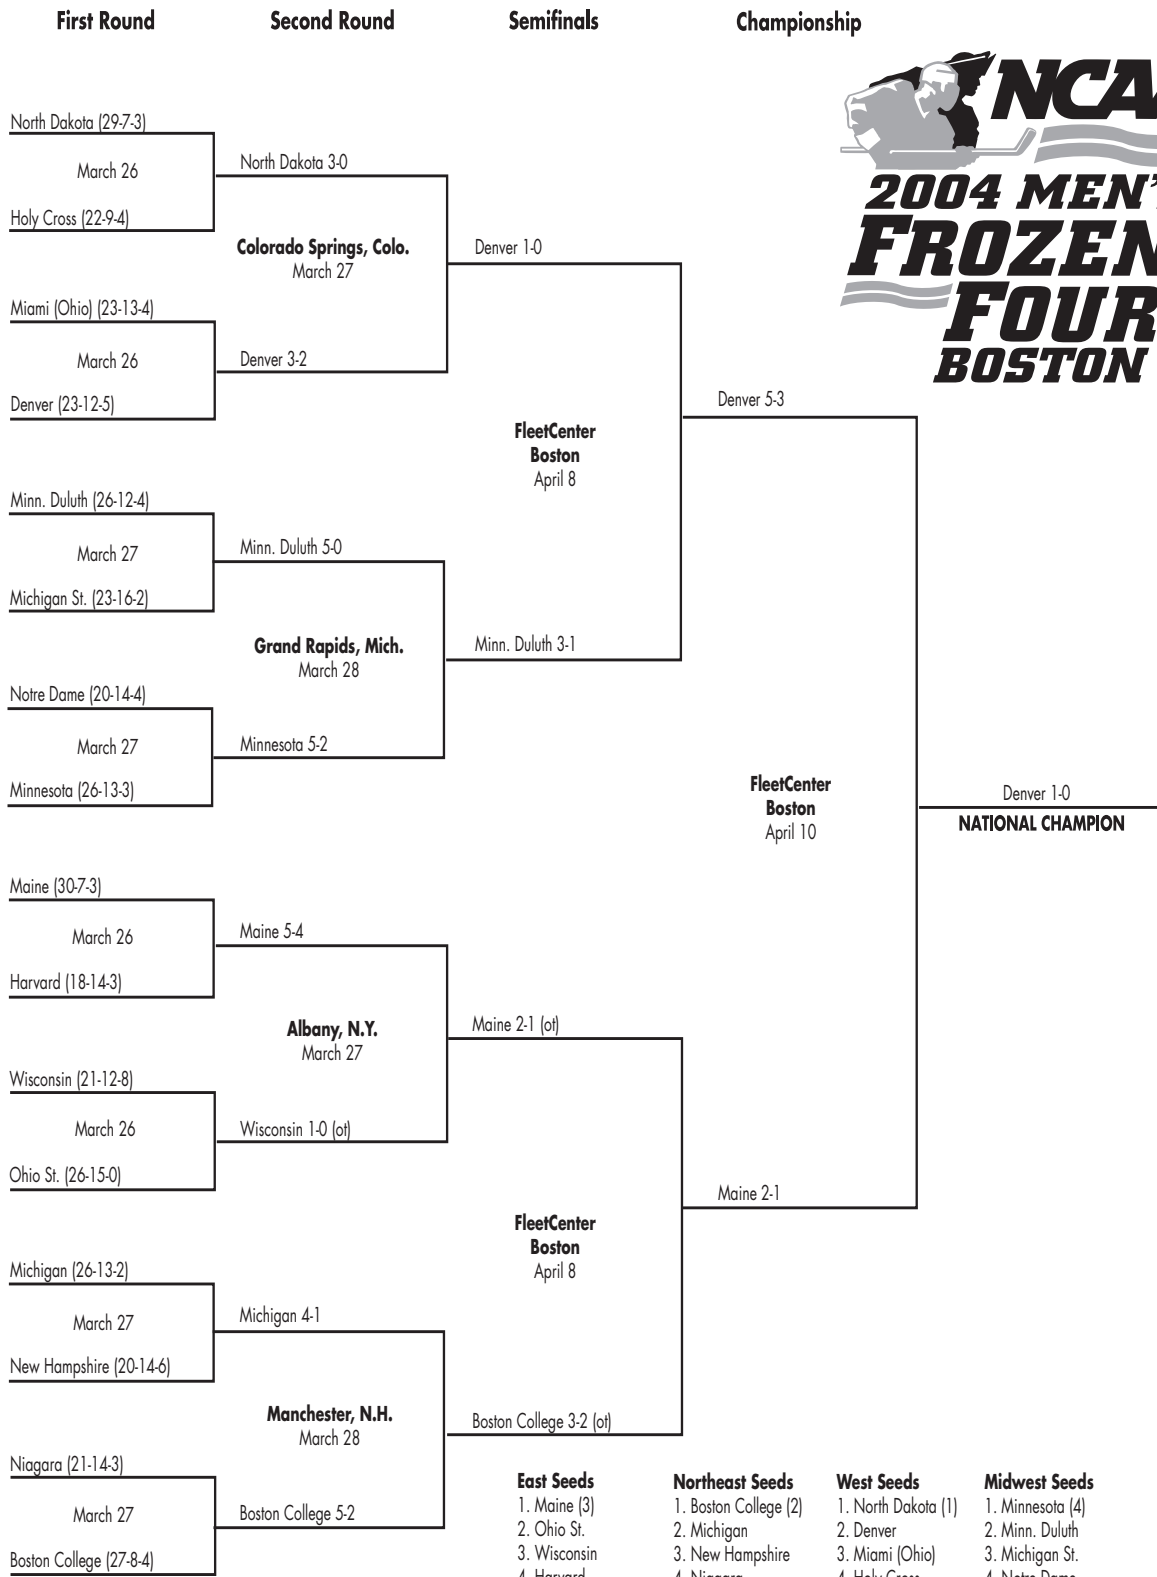 First Round
Second Round
Semifinals
Championship
NCAA
2004 MEN'
FROZEN
FOUR
BOSTON
North Dakota (29-7-3)
March 26
Holy Cross (22-9-4)
North Dakota 3-0
Colorado Springs, Colo.
March 27
Miami (Ohio) (23-13-4)
March 26
Denver (23-12-5)
Denver 3-2
Denver 1-0
FleetCenter
Boston
April 8
Denver 5-3
Minn. Duluth (26-12-4)
March 27
Michigan St. (23-16-2)
Minn. Duluth 5-0
Grand Rapids, Mich.
March 28
Minn. Duluth 3-1
Notre Dame (20-14-4)
March 27
Minnesota (26-13-3)
Minnesota 5-2
FleetCenter
Boston
April 10
Denver 1-0
NATIONAL CHAMPION
Maine (30-7-3)
March 26
Harvard (18-14-3)
Maine 5-4
Albany, N.Y.
March 27
Maine 2-1 (ot)
Wisconsin (21-12-8)
March 26
Ohio St. (26-15-0)
Wisconsin 1-0 (ot)
FleetCenter
Boston
April 8
Maine 2-1
Michigan (26-13-2)
March 27
New Hampshire (20-14-6)
Michigan 4-1
Manchester, N.H.
March 28
Boston College 3-2 (ot)
Niagara (21-14-3)
March 27
Boston College (27-8-4)
Boston College 5-2
East Seeds
1. Maine (3)
2. Ohio St.
3. Wisconsin
4. Harvard
Northeast Seeds
1. Boston College (2)
2. Michigan
3. New Hampshire
4. Niagara
West Seeds
1. North Dakota (1)
2. Denver
3. Miami (Ohio)
4. Holy Cross
Midwest Seeds
1. Minnesota (4)
2. Minn. Duluth
3. Michigan St.
4. Notre Dame